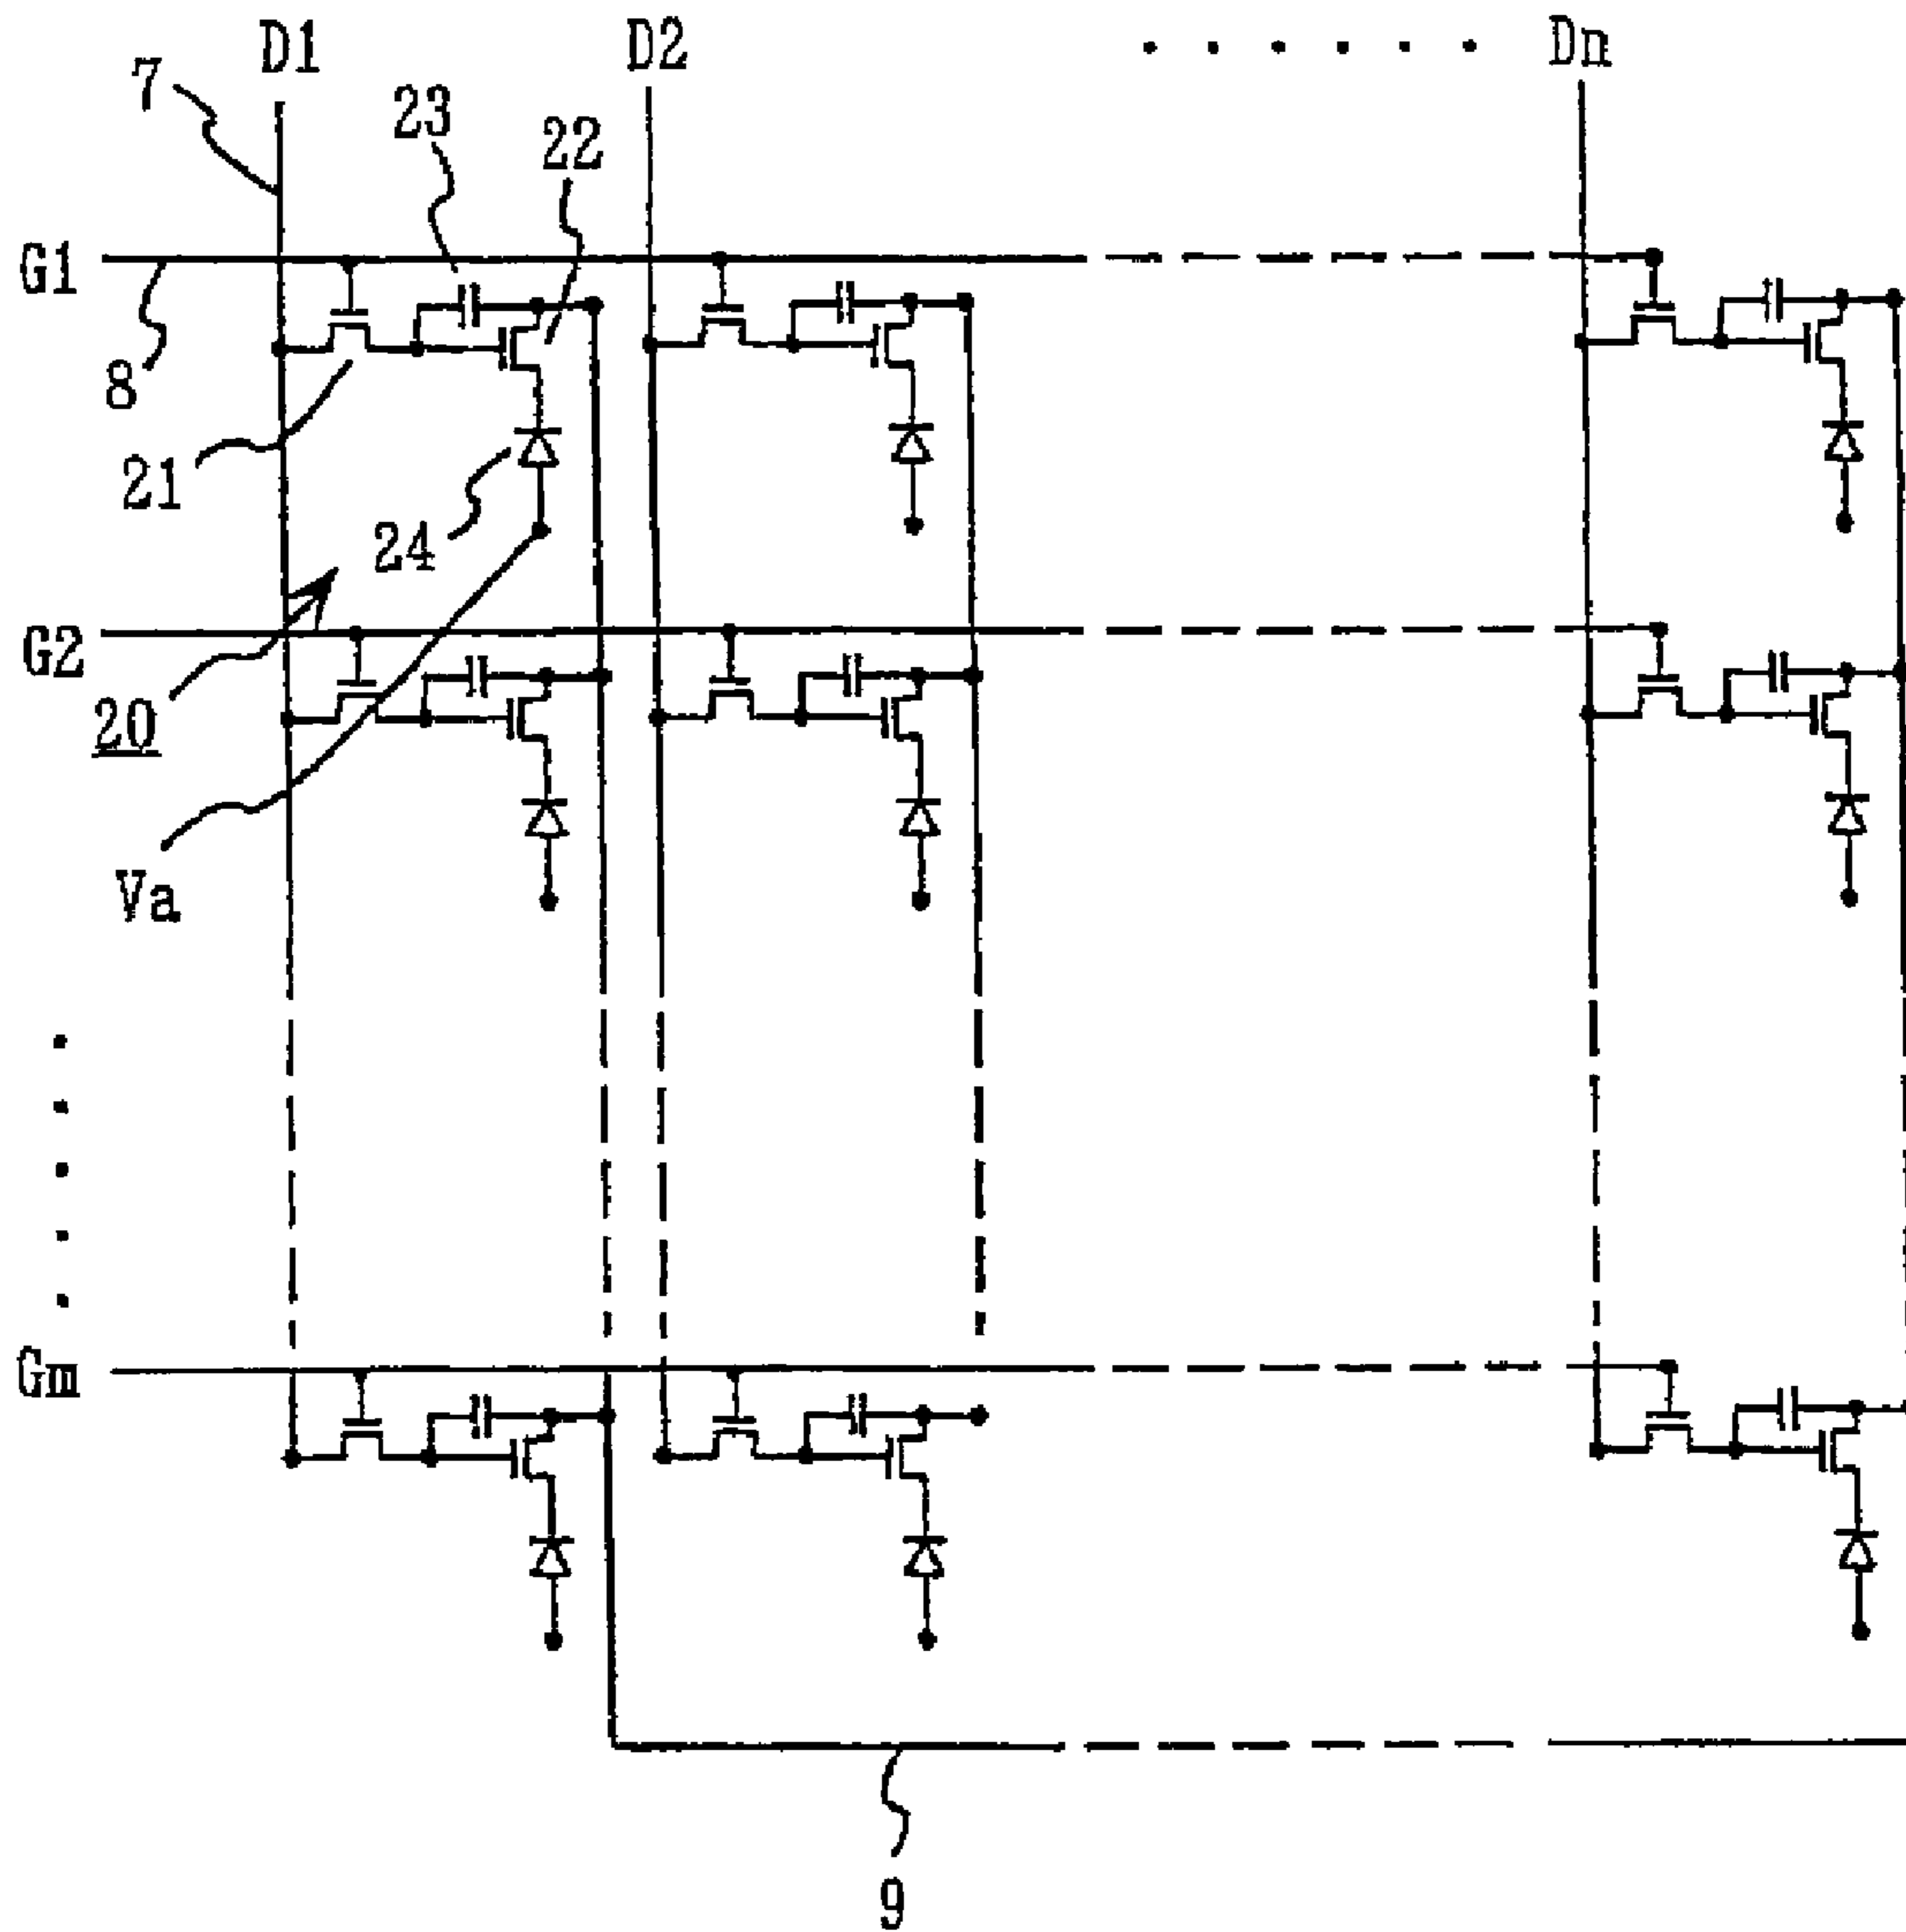 D1 D2 . . . . . . Dn
7
23
22
G1
8
21
24
G2
20
Va
.
.
.
.
.
Gm
9